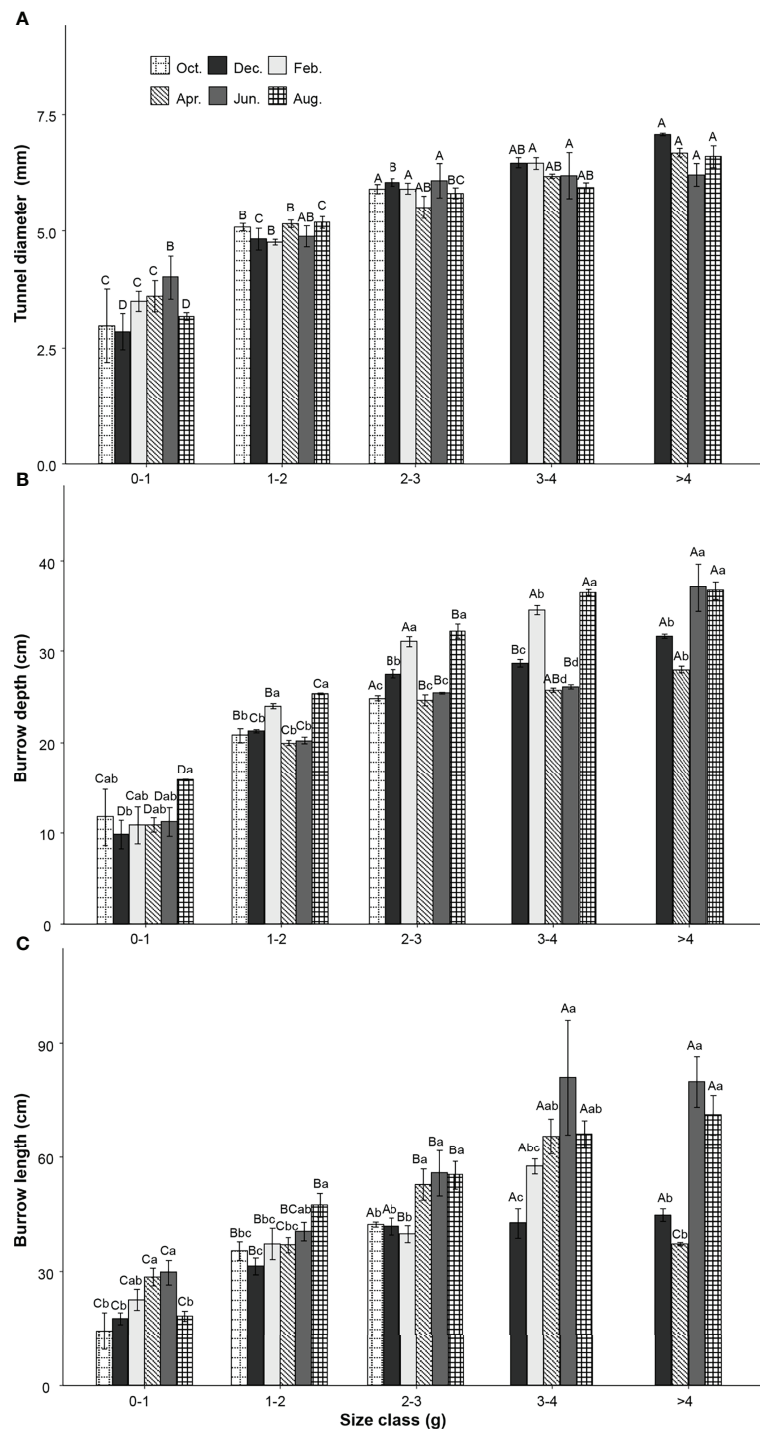 A
Oct. Dec. Feb.
Apr. Jun. Aug.
Tunnel diameter (mm)
7.5
5.0
2.5
0.0
C D C C B D
B C B B AB C
A B A AB A BC
AB A AB A AB
A A A A
0-1 1-2 2-3 3-4 >4
B
Burrow depth (cm)
40
30
20
10
0
Cab Db Cab Dab Dab Da
Bb Cb Ba Cb Cb Ca
Ac Bb Aa Bc Bc Ba
Bc Ab ABd Bd Aa
Ab Ab Aa Aa
0-1 1-2 2-3 3-4 >4
C
Burrow length (cm)
90
60
30
0
Cb Cb Cab Ca Ca Cb
Bbc Bc Bbc Cbc BCab Ba
Ab Ab Bb Ba Ba Ba
Ac Abc Aab Aa Aab
Ab Cb Aa Aa
0-1 1-2 2-3 3-4 >4
Size class (g)